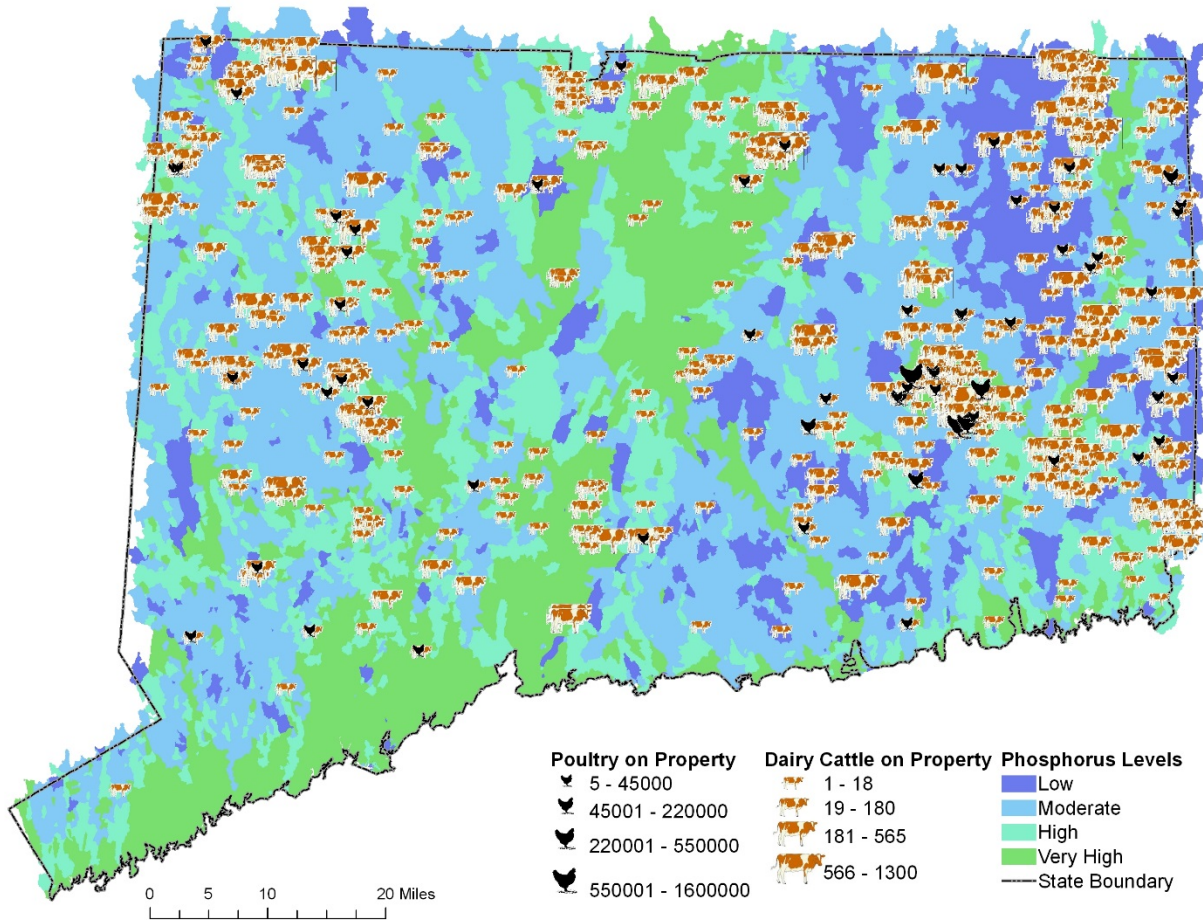 Poultry on Property
5 - 45000
45001 - 220000
220001 - 550000
550001 - 1600000
Dairy Cattle on Property
1 - 18
19 - 180
181 - 565
566 - 1300
Phosphorus Levels
Low
Moderate
High
Very High
State Boundary
0 5 10 20 Miles